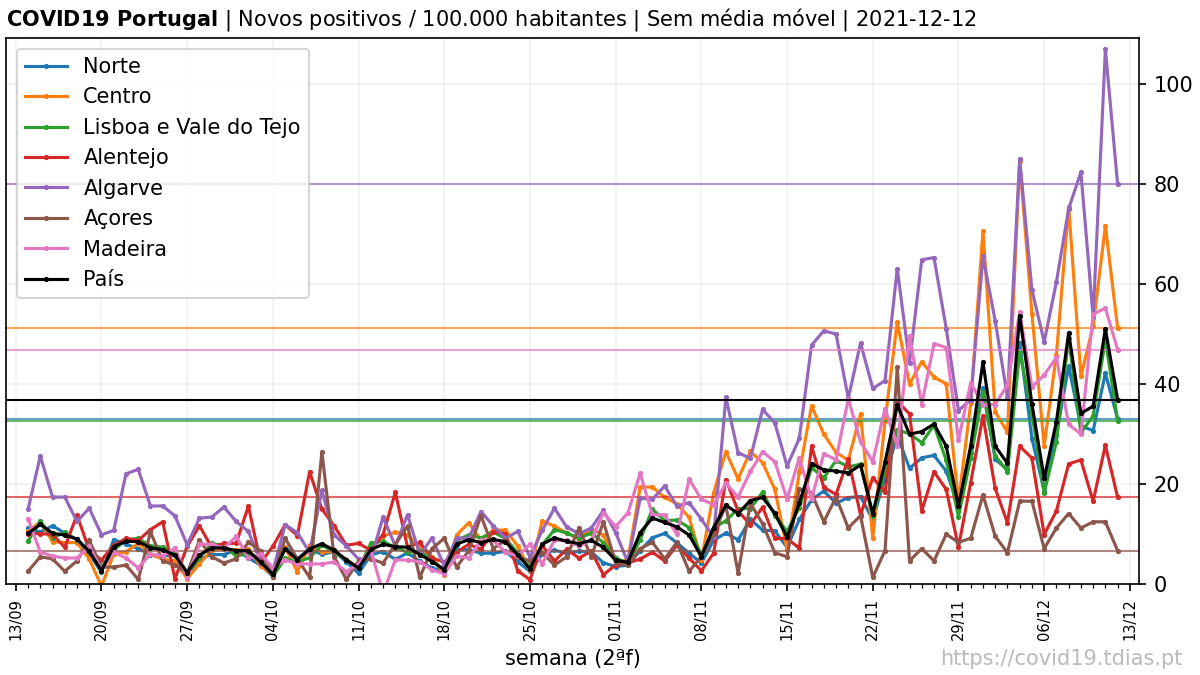 COVID19 Portugal | Novos positivos / 100.000 habitantes | Sem média móvel | 2021-12-12
Norte
Centro
Lisboa e Vale do Tejo
Alentejo
Algarve
Açores
Madeira
País
100
80
60
40
20
0
13/09
20/09
27/09
04/10
11/10
18/10
25/10
01/11
08/11
15/11
22/11
29/11
06/12
13/12
semana (2ªf)
https://covid19.tdias.pt